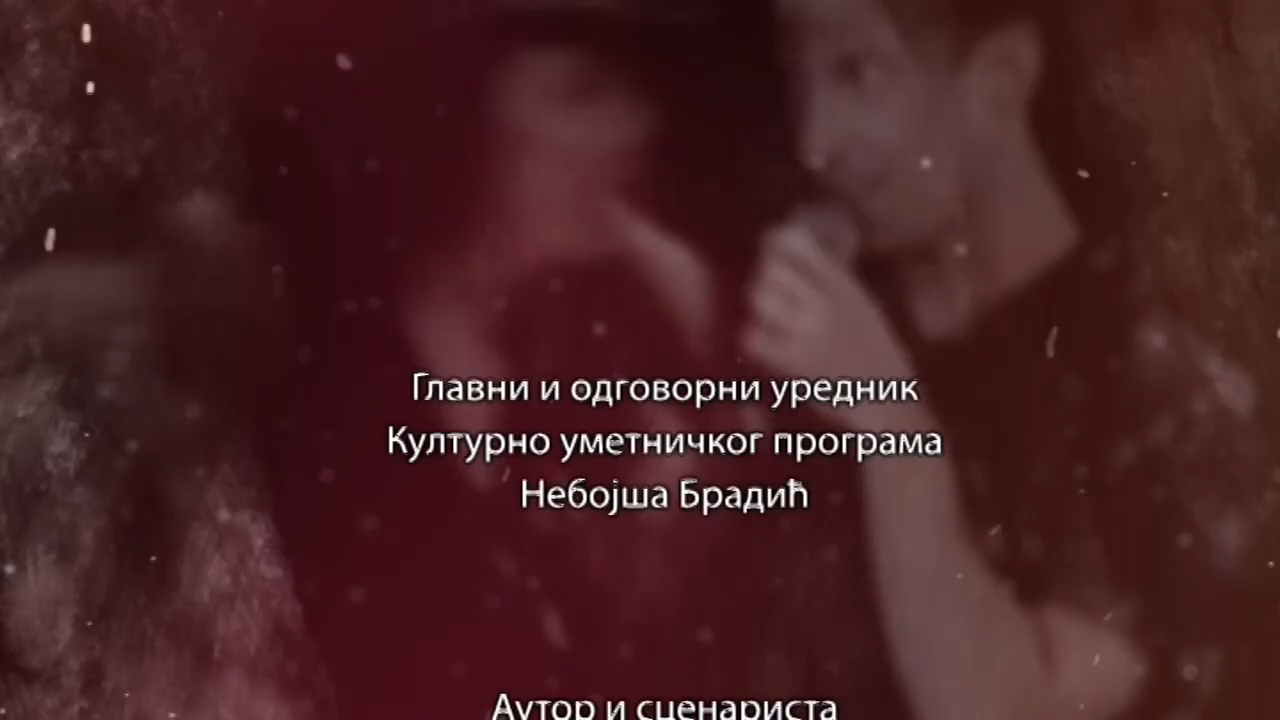 Главни и одговорни уредник
Културно уметничког програма
Небојша Брадић
Аутор и сценариста